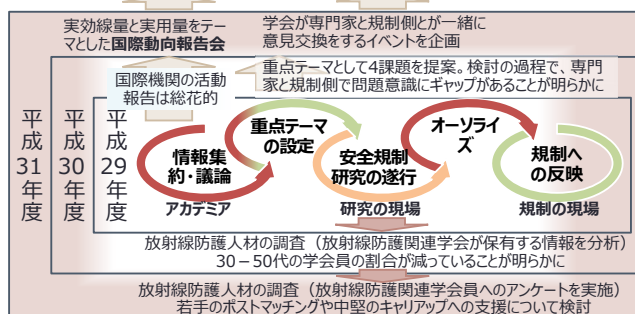 実効線量と実用量をテー
マとした国際動向報告会
学会が専門家と規制側とが一緒に
意見交換をするイベントを企画
国際機関の活動
報告は総花的
重点テーマとして4課題を提案。検討の過程で、専門
家と規制側で問題意識にギャップがあることが明らかに
平成31年度
平成30年度
平成29年度
情報集
約・議論
アカデミア
重点テーマ
の設定
安全規制
研究の遂行
研究の現場
オーソライ
ズ
規制へ
の反映
規制の現場
放射線防護人材の調査（放射線防護関連学会が保有する情報を分析）
30－50代の学会員の割合が減っていることが明らかに
放射線防護人材の調査（放射線防護関連学会員へのアンケートを実施）
若手のポストマッチングや中堅のキャリアップへの支援について検討